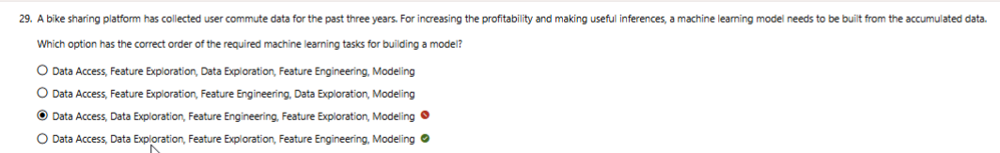 29. A bike sharing platform has collected user commute data for the past three years. For increasing the profitability and making useful inferences, a machine learning model needs to be built from the accumulated data.
Which option has the correct order of the required machine learning tasks for building a model?
Data Access, Feature Exploration, Data Exploration, Feature Engineering, Modeling
Data Access, Feature Exploration, Feature Engineering, Data Exploration, Modeling
Data Access, Data Exploration, Feature Engineering, Feature Exploration, Modeling
Data Access, Data Exploration, Feature Exploration, Feature Engineering, Modeling